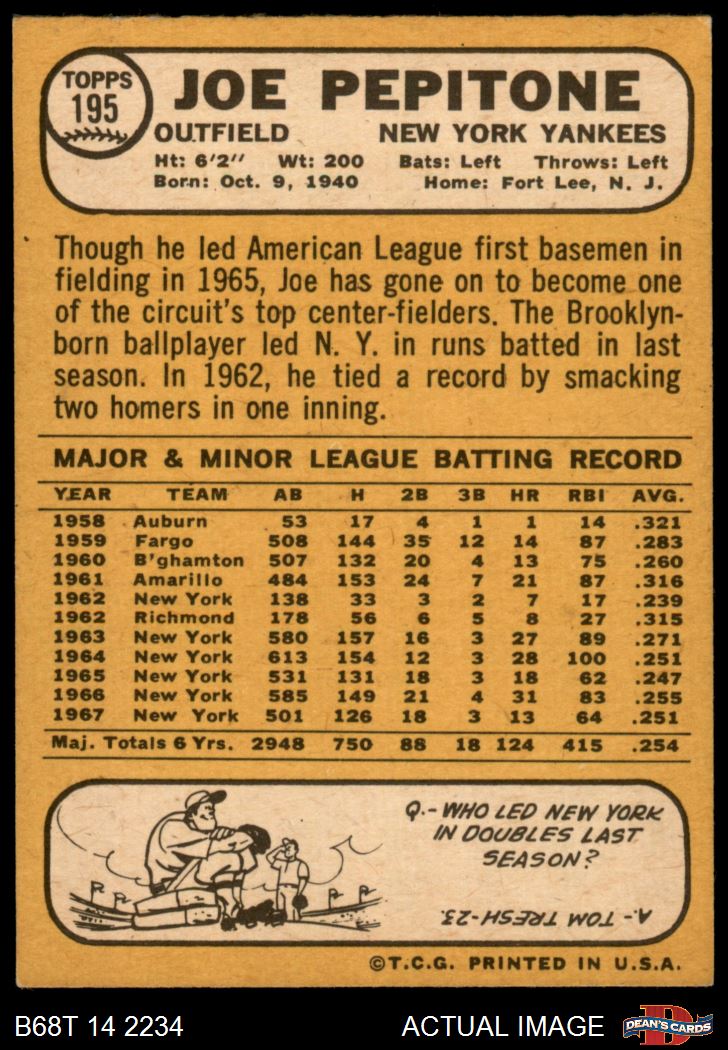 TOPPS
195
JOE PEPITONE
OUTFIELD NEW YORK YANKEES
Ht: 6'2" Wt: 200 Bats: Left Throws: Left
Born: Oct. 9, 1940 Home: Fort Lee, N. J.
Though he led American League first basemen in
fielding in 1965, Joe has gone on to become one
of the circuit's top center-fielders. The Brooklyn-
born ballplayer led N. Y. in runs batted in last
season. In 1962, he tied a record by smacking
two homers in one inning.
MAJOR & MINOR LEAGUE BATTING RECORD
YEAR TEAM AB H 2B 3B HR RBI AVG.
1958 Auburn 53 17 4 1 1 14 .321
1959 Fargo 508 144 35 12 14 87 .283
1960 B'ghamton 507 132 20 4 13 75 .260
1961 Amarillo 484 153 24 7 21 87 .316
1962 New York 138 33 3 2 7 17 .239
1962 Richmond 178 56 6 5 8 27 .315
1963 New York 580 157 16 3 27 89 .271
1964 New York 613 154 12 3 28 100 .251
1965 New York 531 131 18 3 18 62 .247
1966 New York 585 149 21 4 31 83 .255
1967 New York 501 126 18 3 13 64 .251
Maj. Totals 6 Yrs. 2948 750 88 18 124 415 .254
Q.-WHO LED NEW YORK
IN DOUBLES LAST
SEASON?
A.- TOM TRESH-23.
©T.C.G. PRINTED IN U.S.A.
B68T 14 2234 ACTUAL IMAGE
D
DEAN'S CARDS